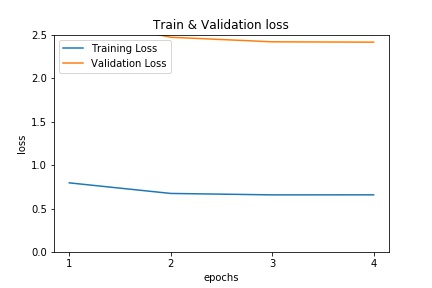 Train & Validation loss
2.5
2.0
1.5
1.0
0.5
0.0
loss
Training Loss
Validation Loss
1 2 3 4
epochs